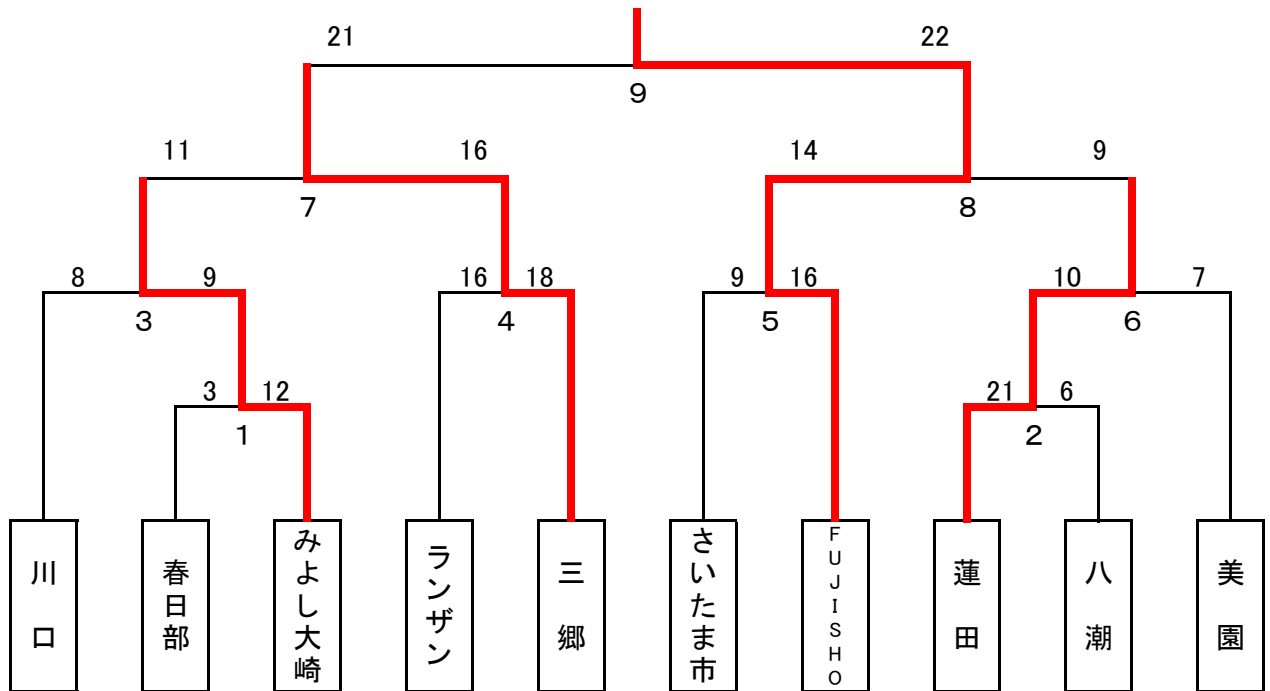 21 22
9
11 16 14 9
7 8
8 9 16 18 9 16 10 7
3 4 5 6
3 12 21 6
1 2
川口
春日部
みよし大崎
ランザン
三郷
さいたま市
FUJISHO
蓮田
八潮
美園